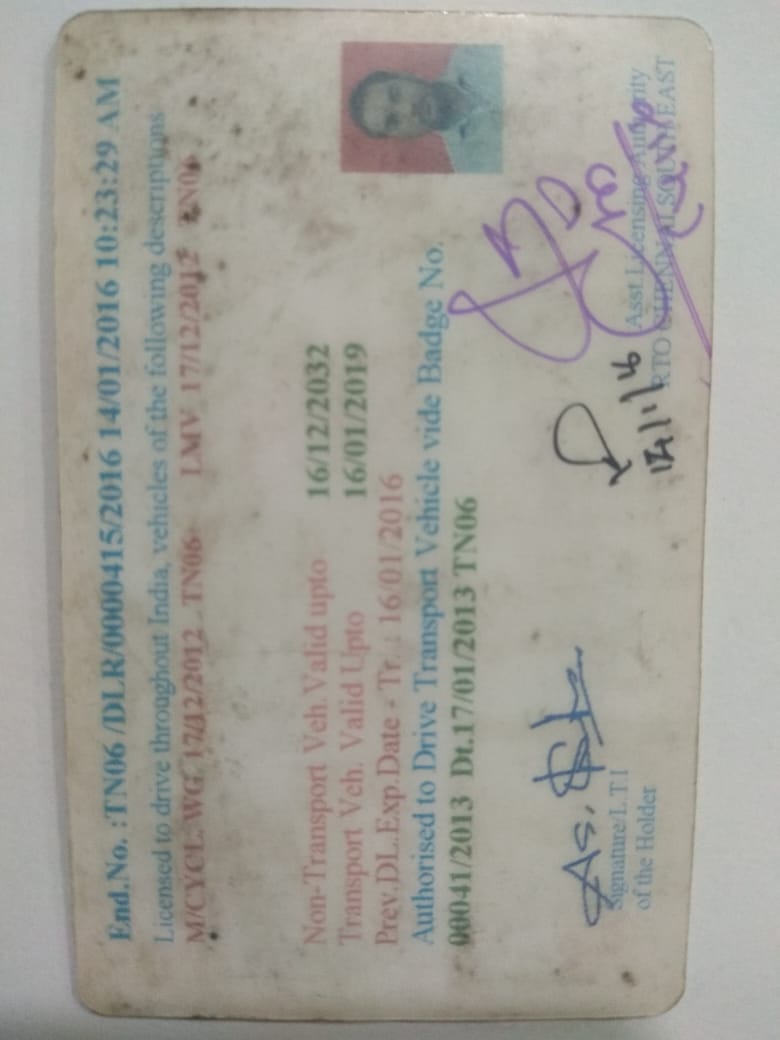 End.No. :TN06 /DLR/0000415/2016 14/01/2016 10:23:29 AM
Licensed to drive throughout India, vehicles of the following descriptions
M/CYCL.WG. 17/12/2012 TN06 LMV 17/12/2012 TN06
Non-Transport Veh.Valid upto 16/12/2032
Transport Veh. Valid Upto 16/01/2019
Prev.DL.Exp.Date - Tr. : 16/01/2016
Authorised to Drive Transport Vehicle vide Badge No.
00041/2013 Dt.17/01/2013 TN06
14/1/16
Signature/L.T.I
of the Holder
Asst.Licensing Authority
RTO CHENNAI SOUTH EAST